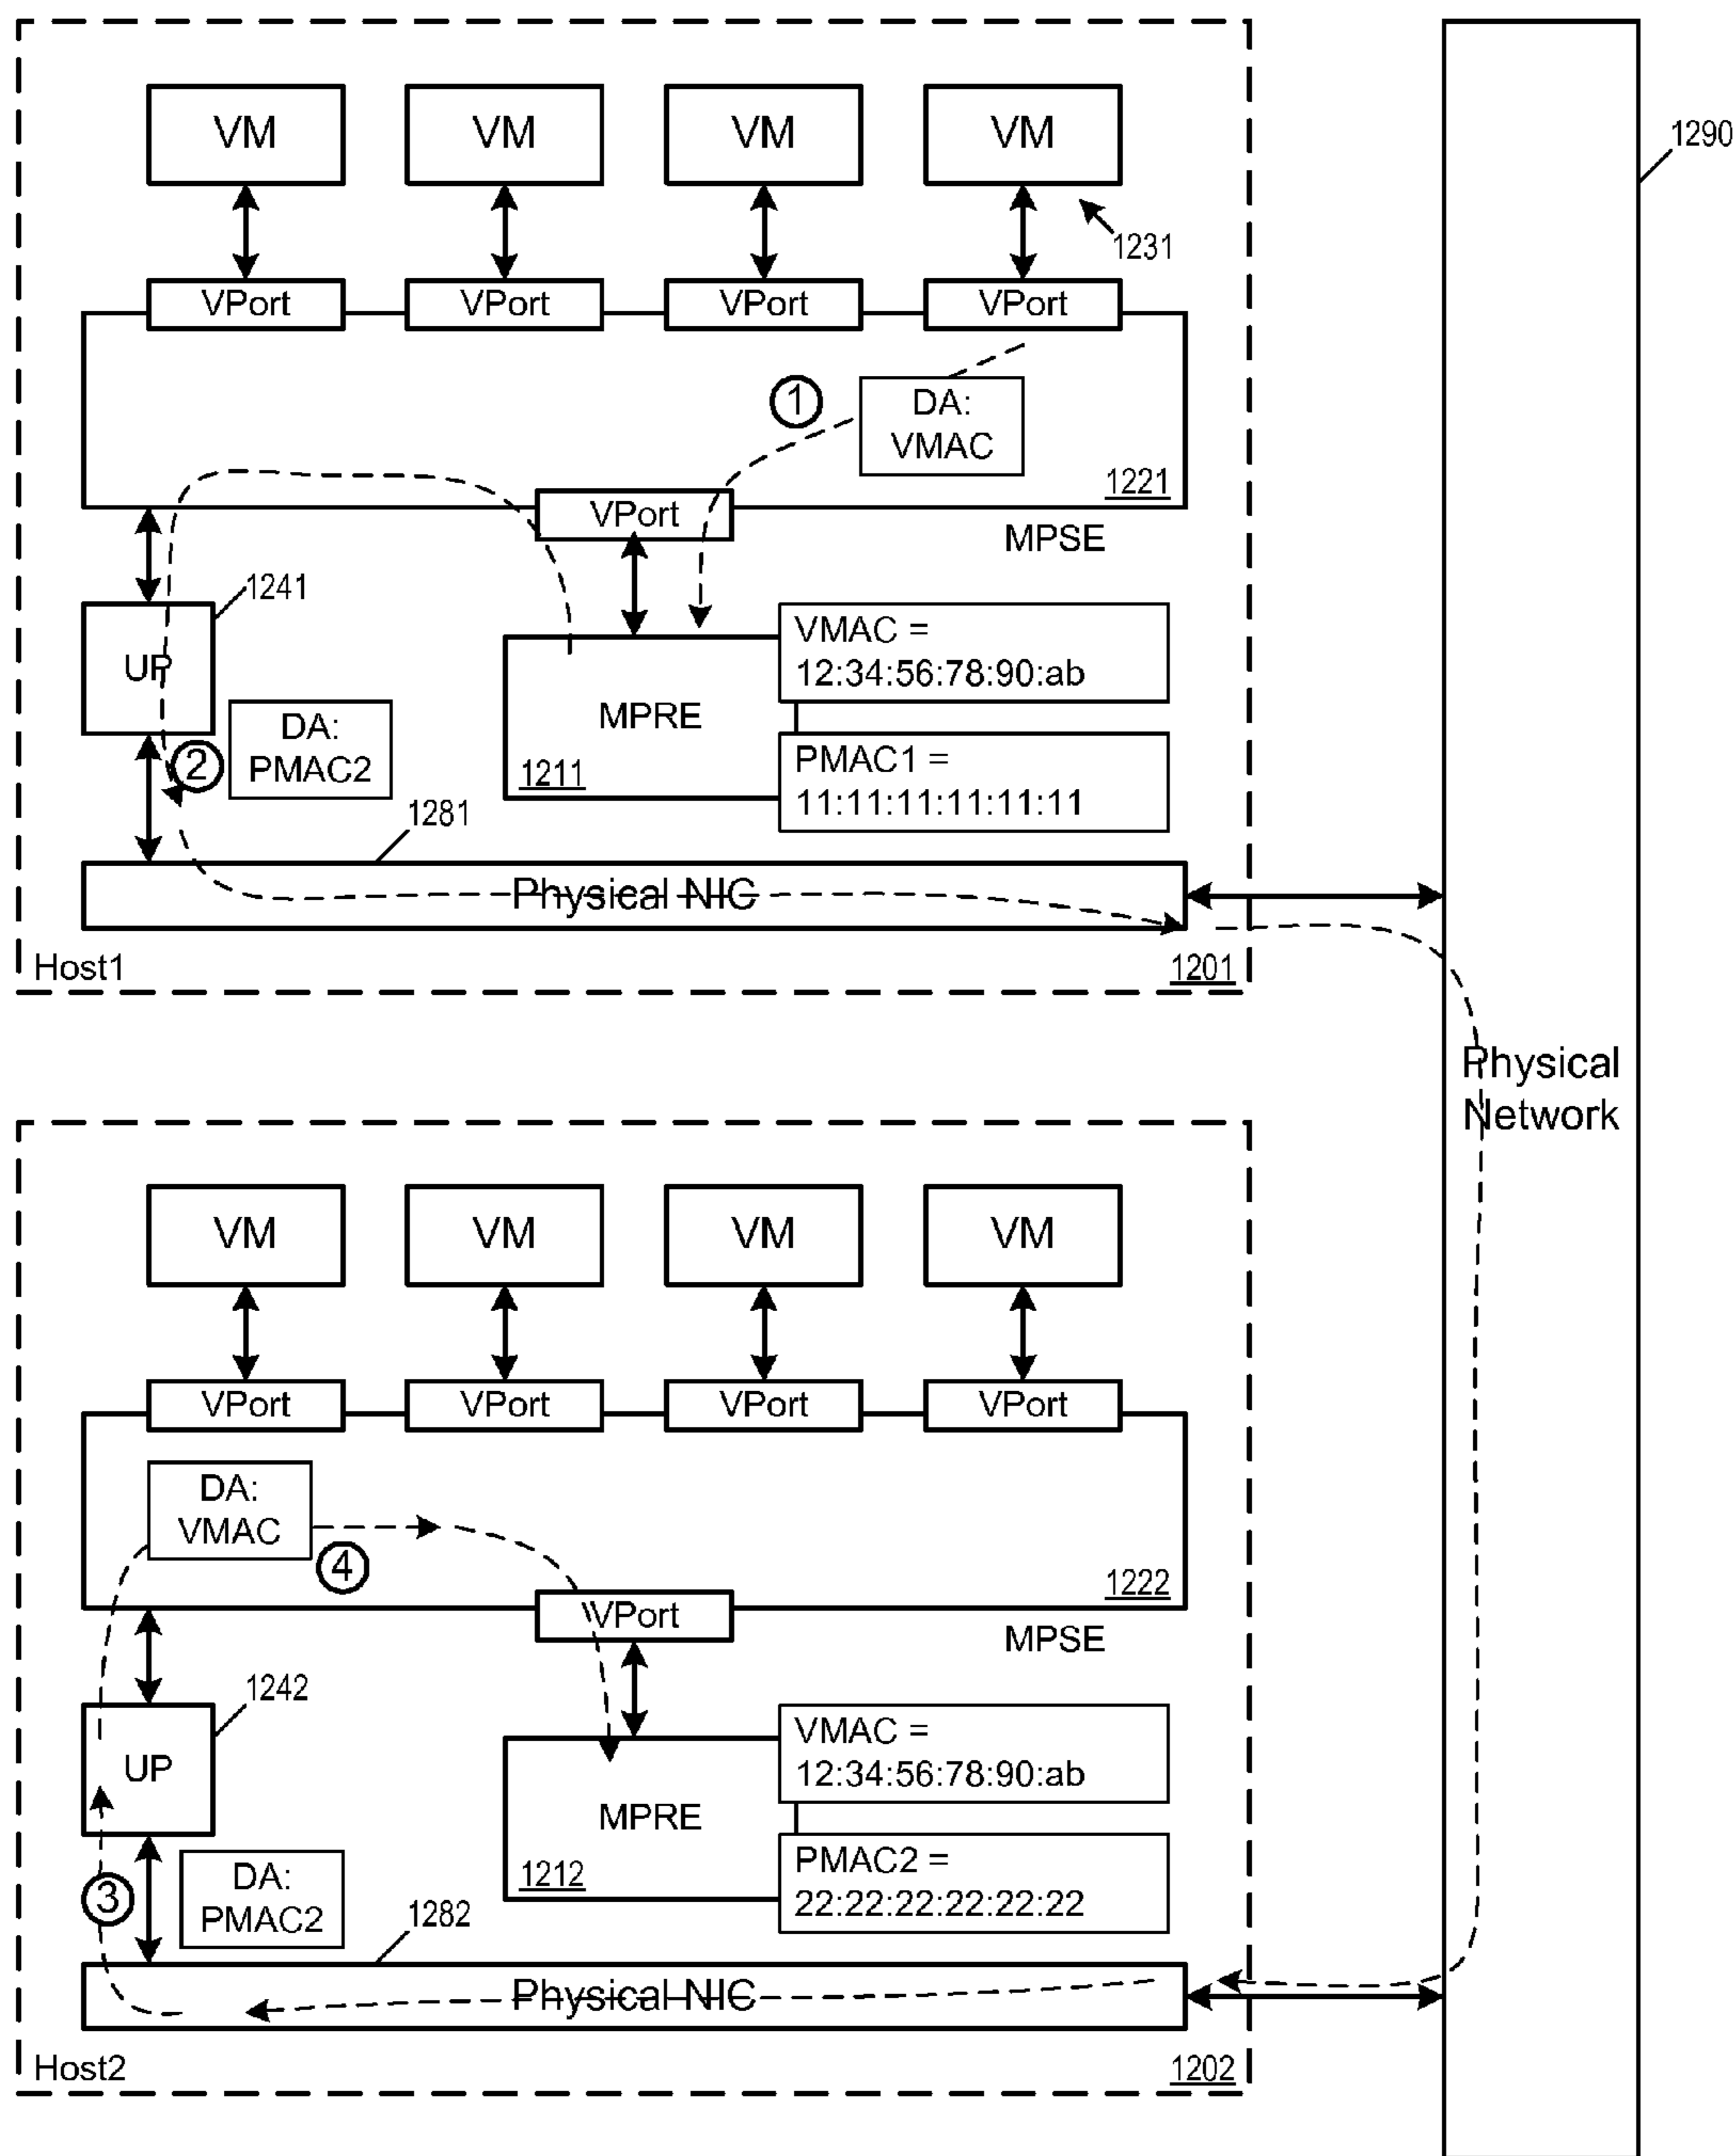 VM
VM
VM
VM
1290
1231
VPort
VPort
VPort
VPort
1
DA:
VMAC
1221
VPort
MPSE
1241
UP
VMAC =
12:34:56:78:90:ab
MPRE
1211
DA:
PMAC2
2
PMAC1 =
11:11:11:11:11:11
1281
Physical NIC
Host1
1201
Physical
Network
VM
VM
VM
VM
VPort
VPort
VPort
VPort
DA:
VMAC
4
1222
VPort
MPSE
1242
UP
VMAC =
12:34:56:78:90:ab
MPRE
1212
PMAC2 =
22:22:22:22:22:22
3
DA:
PMAC2
1282
Physical NIC
Host2
1202